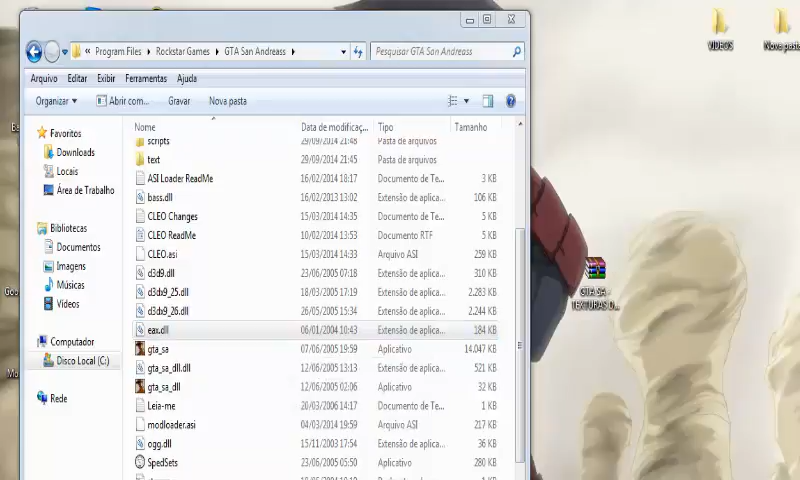 « Program Files Rockstar Games GTA San Andreass
Pesquisar GTA San Andreass
Arquivo Editar Exibir Ferramentas Ajuda
Organizar Abrir com... Gravar Nova pasta
Nome Data de modificaç... Tipo Tamanho
Favoritos
Downloads
Locais
Área de Trabalho
Bibliotecas
Documentos
Imagens
Músicas
Vídeos
Computador
Disco Local (C:)
Rede
scripts 29/09/2014 21:48 Pasta de arquivos
text 29/09/2014 21:45 Pasta de arquivos
ASI Loader ReadMe 16/02/2014 18:17 Documento de Te... 3 KB
bass.dll 16/02/2013 13:02 Extensão de aplica... 106 KB
CLEO Changes 15/03/2014 14:35 Documento de Te... 5 KB
CLEO ReadMe 10/02/2014 13:53 Documento RTF 5 KB
CLEO.asi 15/03/2014 14:33 Arquivo ASI 259 KB
d3d9.dll 23/06/2005 07:18 Extensão de aplica... 310 KB
d3dx9_25.dll 18/03/2005 17:19 Extensão de aplica... 2.283 KB
d3dx9_26.dll 26/05/2005 15:34 Extensão de aplica... 2.244 KB
eax.dll 06/01/2004 10:43 Extensão de aplica... 184 KB
gta_sa 07/06/2005 19:59 Aplicativo 14.047 KB
gta_sa_dll.dll 12/06/2005 13:13 Extensão de aplica... 521 KB
gta_sa_dll 12/06/2005 02:06 Aplicativo 32 KB
Leia-me 20/03/2006 14:17 Documento de Te... 1 KB
modloader.asi 04/03/2014 19:59 Arquivo ASI 217 KB
ogg.dll 15/11/2003 17:54 Extensão de aplica... 36 KB
SpedSets 23/06/2005 05:50 Aplicativo 280 KB
VIDEOS
Nova pasta
GTA SA -
TEXTURAS D...